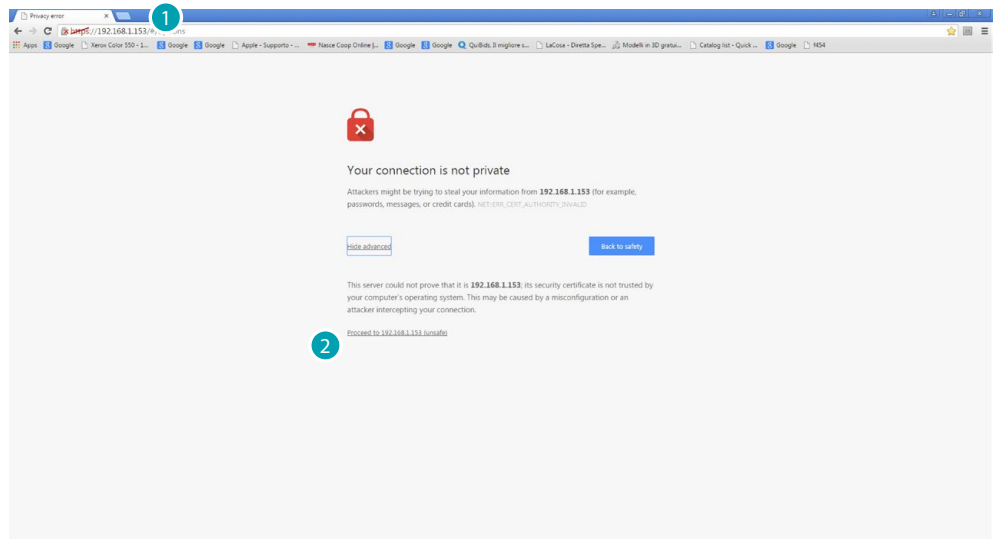 Privacy error
1
https://192.168.1.153/
Apps Google Xerox Color 550 - 1... Google Google Apple - Supporto - ... Nasce Coop Online |... Google Google QuiBids. Il migliore s... LaCosa - Diretta Spe... Modelli in 3D gratui... Catalog list - Quick ... Google f454
Your connection is not private
Attackers might be trying to steal your information from 192.168.1.153 (for example,
passwords, messages, or credit cards). NET::ERR_CERT_AUTHORITY_INVALID
Hide advanced
Back to safety
This server could not prove that it is 192.168.1.153; its security certificate is not trusted by
your computer's operating system. This may be caused by a misconfiguration or an
attacker intercepting your connection.
Proceed to 192.168.1.153 (unsafe)
2